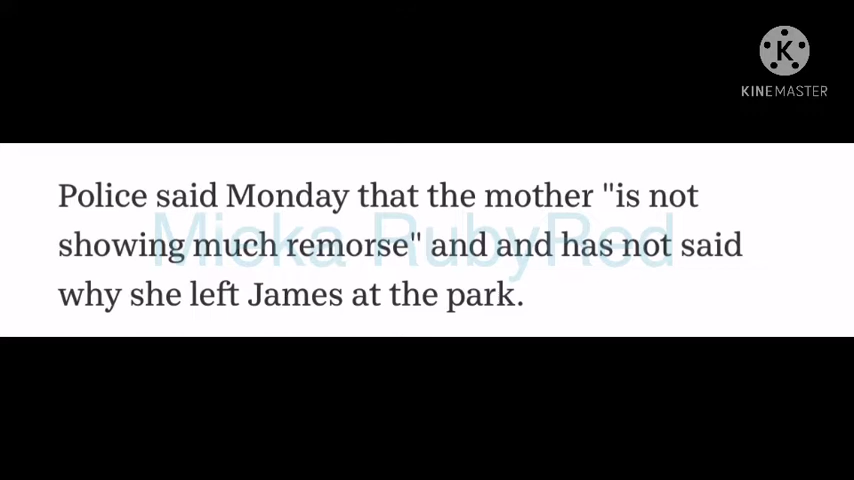 K
KINEMASTER
Police said Monday that the mother "is not
showing much remorse" and and has not said
why she left James at the park.
Mieka RubyRed